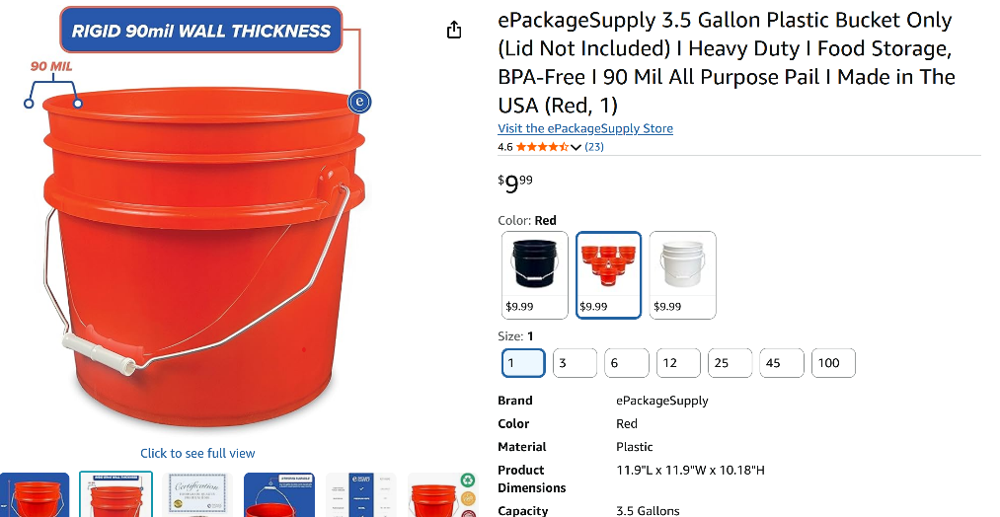 RIGID 90mil WALL THICKNESS
90 MIL
e
Click to see full view
Certification
ePackageSupply 3.5 Gallon Plastic Bucket Only
(Lid Not Included) I Heavy Duty I Food Storage,
BPA-Free I 90 Mil All Purpose Pail I Made in The
USA (Red, 1)
Visit the ePackageSupply Store
4.6 (23)
$9.99
Color: Red
$9.99 $9.99 $9.99
Size: 1
1 3 6 12 25 45 100
Brand ePackageSupply
Color Red
Material Plastic
Product 11.9"L x 11.9"W x 10.18"H
Dimensions
Capacity 3.5 Gallons